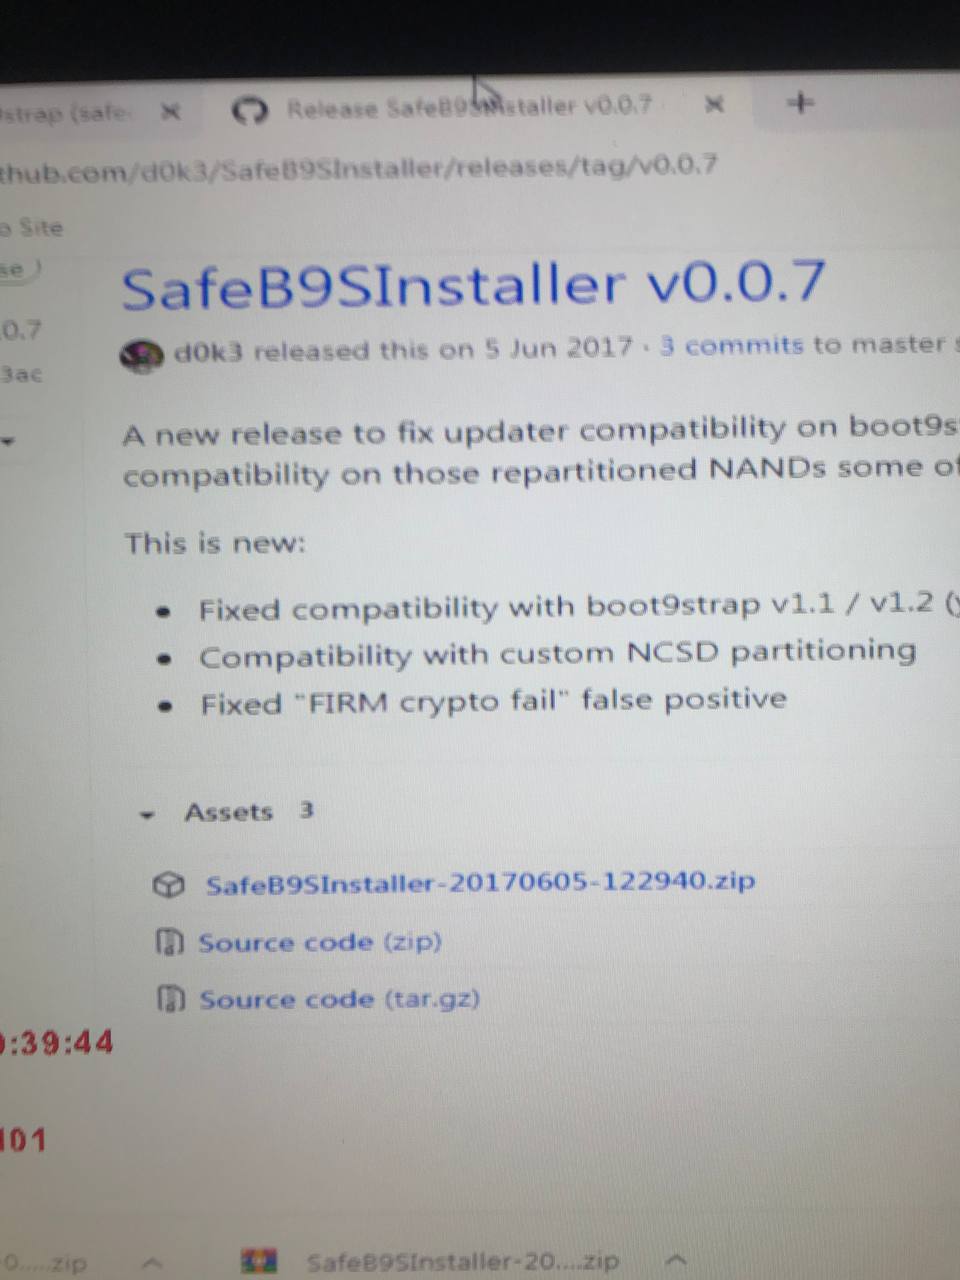 Release SafeB9SInstaller v0.0.7
thub.com/d0k3/SafeB9SInstaller/releases/tag/v0.0.7
Site
SafeB9SInstaller v0.0.7
0.7
d0k3 released this on 5 Jun 2017 · 3 commits to master
3ac
A new release to fix updater compatibility on boot9s
compatibility on those repartitioned NANDs some of
This is new:
• Fixed compatibility with boot9strap v1.1 / v1.2 (y
• Compatibility with custom NCSD partitioning
• Fixed "FIRM crypto fail" false positive
Assets 3
SafeB9SInstaller-20170605-122940.zip
Source code (zip)
Source code (tar.gz)
:39:44
101
0....zip
SafeB9SInstaller-20....zip